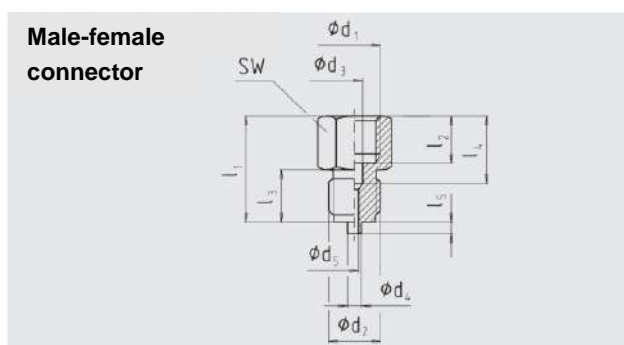 Male-female
connector
Ød₁
Ød₃
SW
l₁
l₂
l₄
l₃
l₅
Ød₅
Ød₄
Ød₂